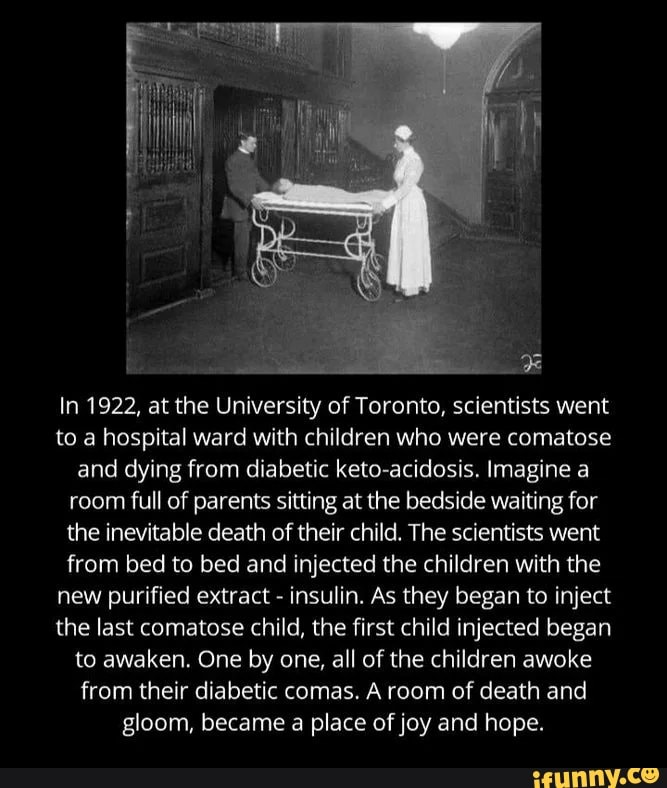 In 1922, at the University of Toronto, scientists went
to a hospital ward with children who were comatose
and dying from diabetic keto-acidosis. Imagine a
room full of parents sitting at the bedside waiting for
the inevitable death of their child. The scientists went
from bed to bed and injected the children with the
new purified extract - insulin. As they began to inject
the last comatose child, the first child injected began
to awaken. One by one, all of the children awoke
from their diabetic comas. A room of death and
gloom, became a place of joy and hope.
ifunny.co